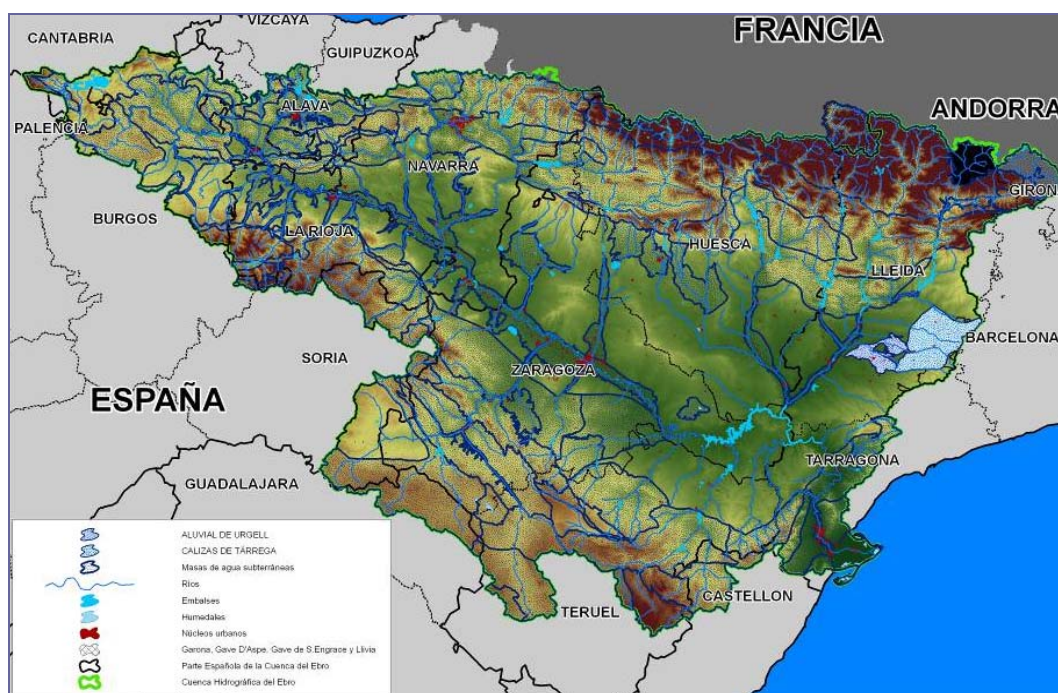 VIZCAYA
CANTABRIA
GUIPUZKOA
FRANCIA
ALAVA
ANDORRA
PALENCIA
NAVARRA
GIRON
BURGOS
LA RIOJA
HUESCA
LLEIDA
BARCELONA
SORIA
ZARAGOZA
ESPAÑA
TARRAGONA
GUADALAJARA
CASTELLON
TERUEL
ALUVIAL DE URGELL
CALIZAS DE TÁRREGA
Masas de agua subterráneas
Ríos
Embalses
Humedales
Núcleos urbanos
Garona, Gave D'Aspe, Gave de S.Engrace y Llivia
Parte Española de la Cuenca del Ebro
Cuenca Hidrográfica del Ebro